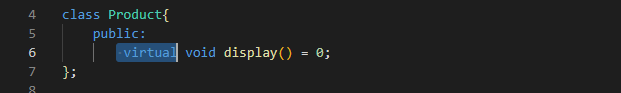 4 class Product{
5 public:
6 virtual void display() = 0;
7 };
8